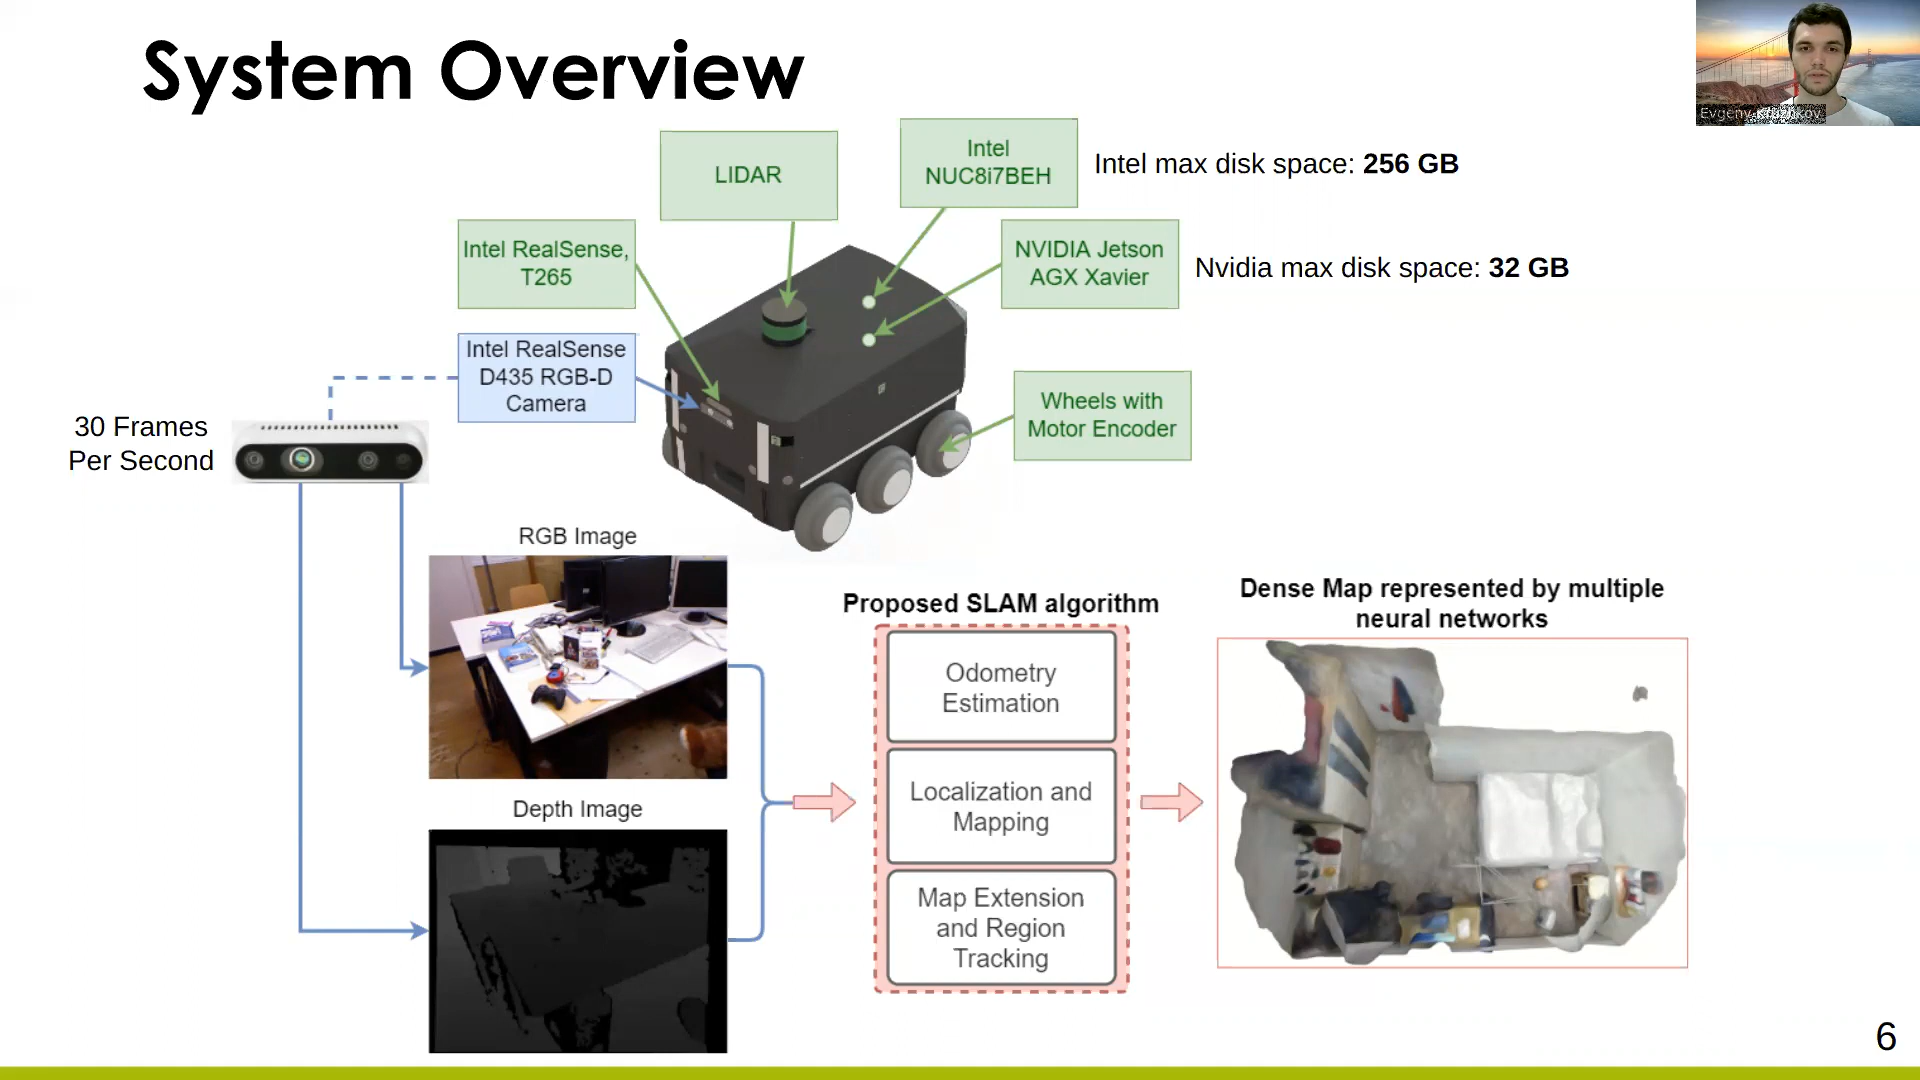 System Overview
Evgeny
LIDAR
Intel
NUC8i7BEH
Intel max disk space: 256 GB
Intel RealSense,
T265
NVIDIA Jetson
AGX Xavier
Nvidia max disk space: 32 GB
Intel RealSense
D435 RGB-D
Camera
Wheels with
Motor Encoder
30 Frames
Per Second
RGB Image
Depth Image
Proposed SLAM algorithm
Odometry
Estimation
Localization and
Mapping
Map Extension
and Region
Tracking
Dense Map represented by multiple
neural networks
6